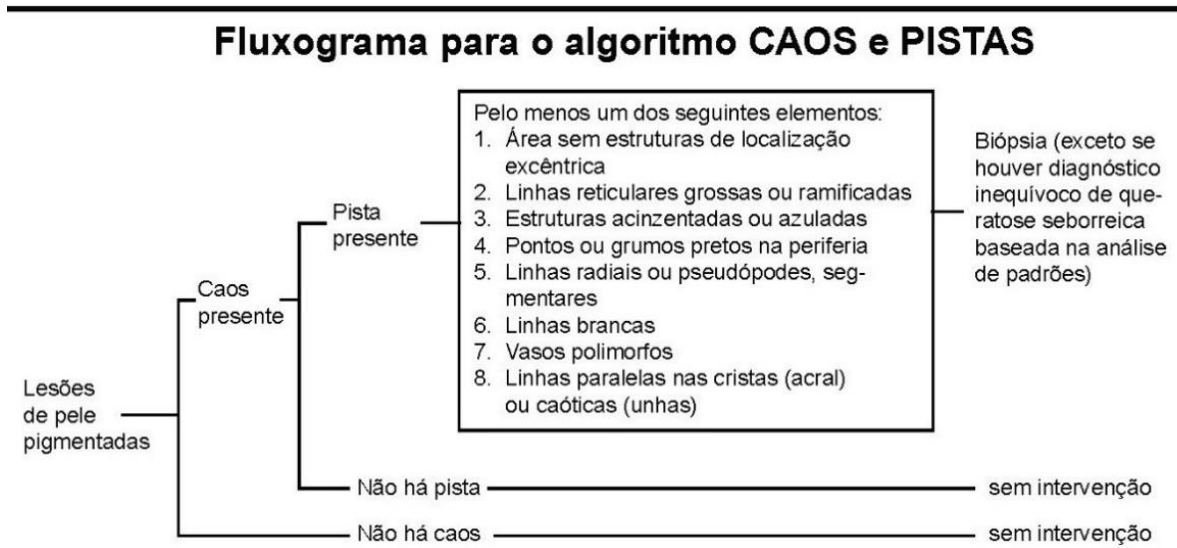 Fluxograma para o algoritmo CAOS e PISTAS
Lesões
de pele
pigmentadas
Caos
presente
Pista
presente
Pelo menos um dos seguintes elementos:
1. Área sem estruturas de localização
excêntrica
2. Linhas reticulares grossas ou ramificadas
3. Estruturas acinzentadas ou azuladas
4. Pontos ou grumos pretos na periferia
5. Linhas radiais ou pseudópodes, seg-
mentares
6. Linhas brancas
7. Vasos polimorfos
8. Linhas paralelas nas cristas (acral)
ou caóticas (unhas)
Biópsia (exceto se
houver diagnóstico
inequívoco de que-
ratose seborreica
baseada na análise
de padrões)
Não há pista
sem intervenção
Não há caos
sem intervenção